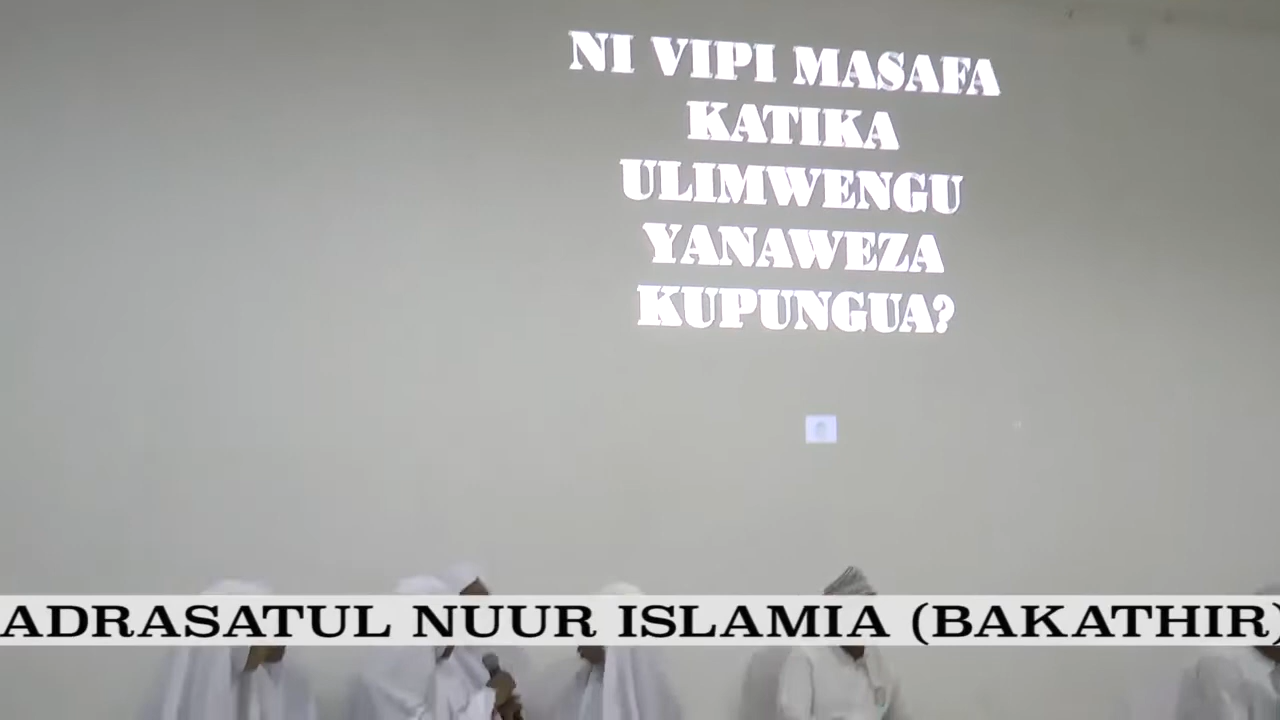 NI VIPI MASAFA
KATIKA
ULIMWENGU
YANAWEZA
KUPUNGUA?
ADRASATUL NUUR ISLAMIA (BAKATHIR)